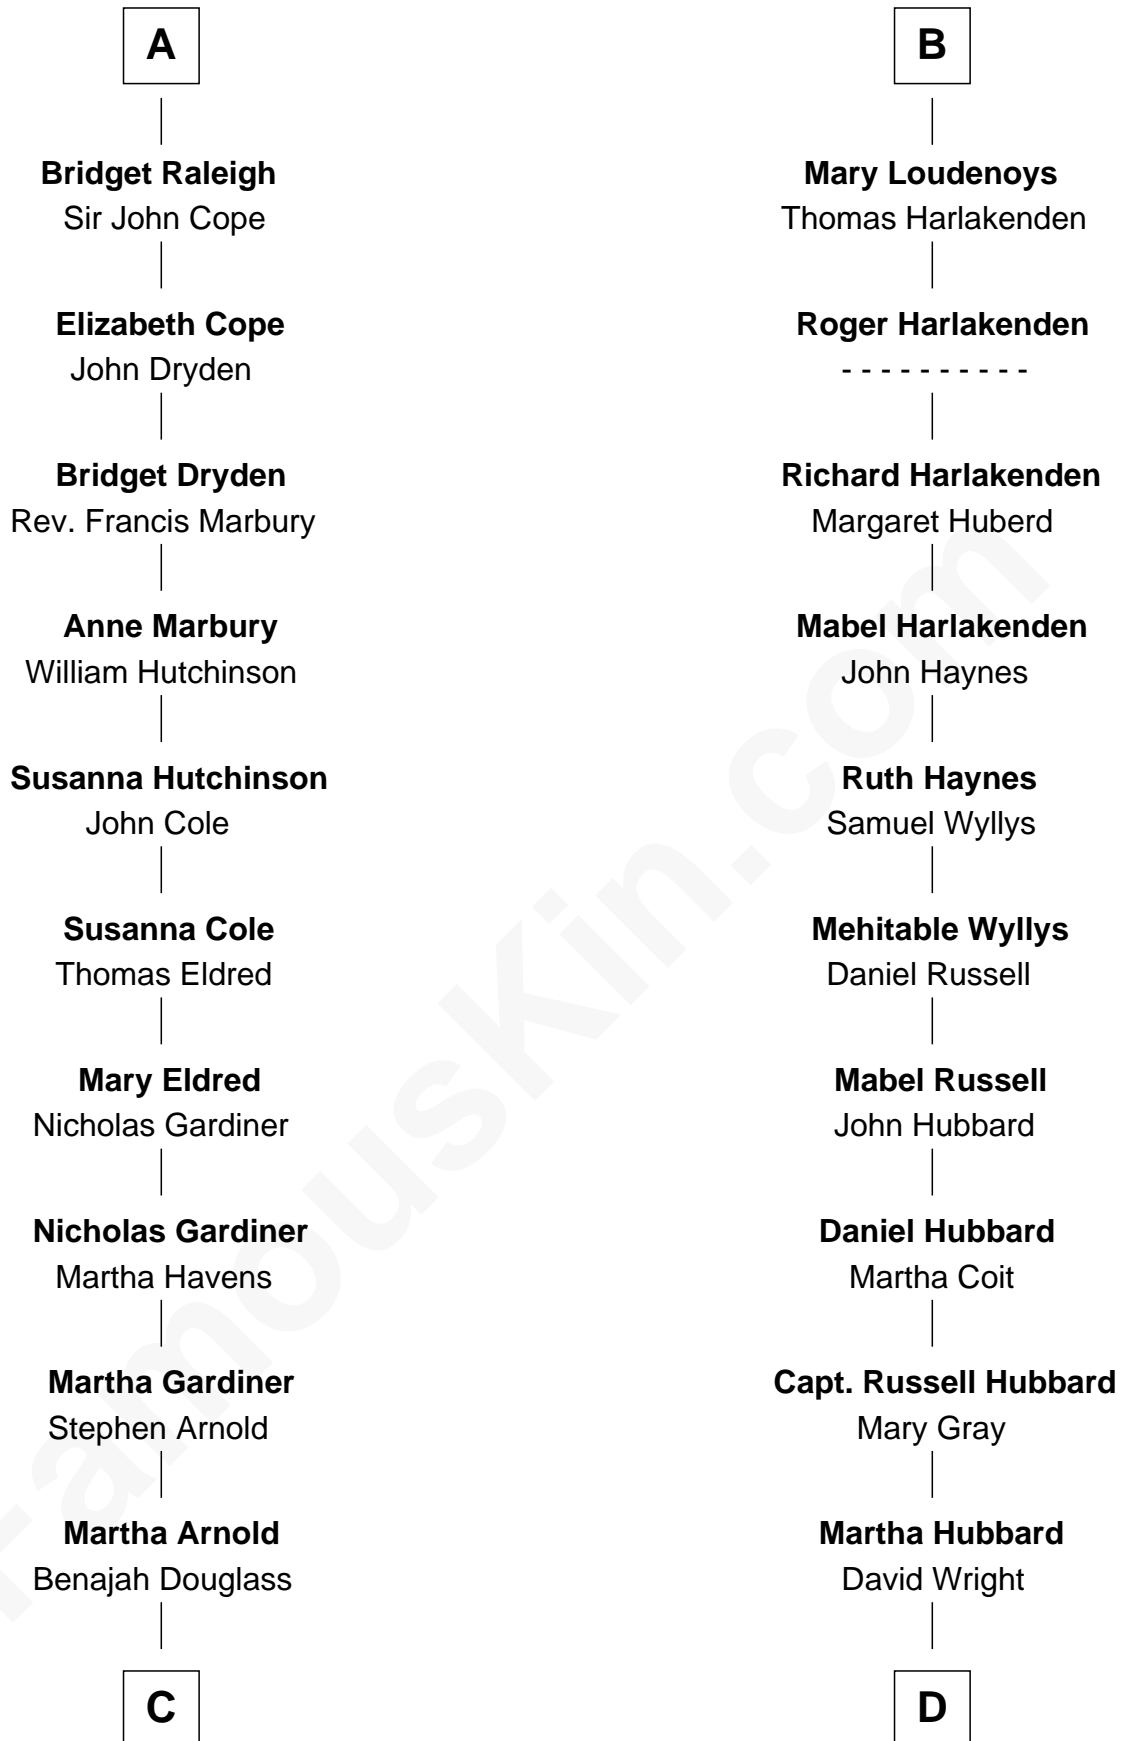 A
Bridget Raleigh
Sir John Cope
Elizabeth Cope
John Dryden
Bridget Dryden
Rev. Francis Marbury
Anne Marbury
William Hutchinson
Susanna Hutchinson
John Cole
Susanna Cole
Thomas Eldred
Mary Eldred
Nicholas Gardiner
Nicholas Gardiner
Martha Havens
Martha Gardiner
Stephen Arnold
Martha Arnold
Benajah Douglass
C
B
Mary Loudenoys
Thomas Harlakenden
Roger Harlakenden
- - - - - - - - - -
Richard Harlakenden
Margaret Huberd
Mabel Harlakenden
John Haynes
Ruth Haynes
Samuel Wyllys
Mehitable Wyllys
Daniel Russell
Mabel Russell
John Hubbard
Daniel Hubbard
Martha Coit
Capt. Russell Hubbard
Mary Gray
Martha Hubbard
David Wright
D
FamousKin.com